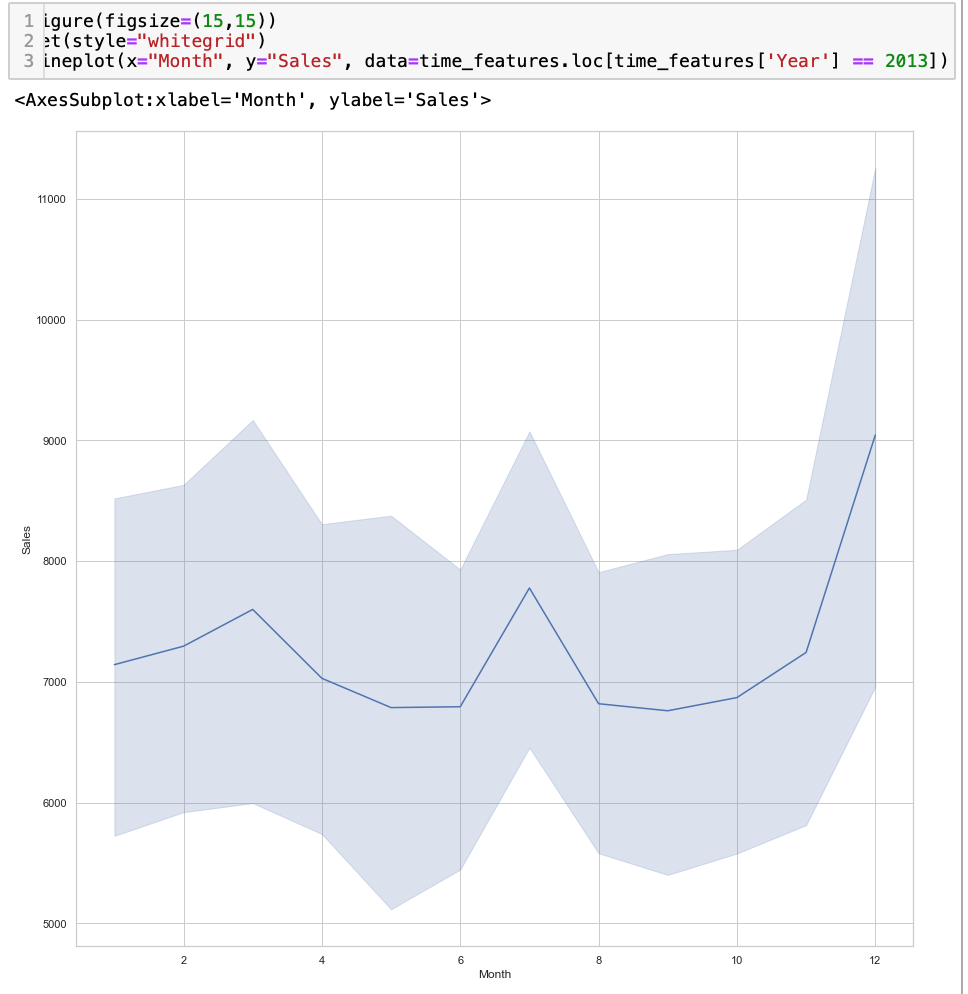 1 igure(figsize=(15,15))
2 et(style="whitegrid")
3 ineplot(x="Month", y="Sales", data=time_features.loc[time_features['Year'] == 2013])
<AxesSubplot:xlabel='Month', ylabel='Sales'>
11000
10000
9000
8000
7000
6000
5000
Sales
2 4 6 8 10 12
Month